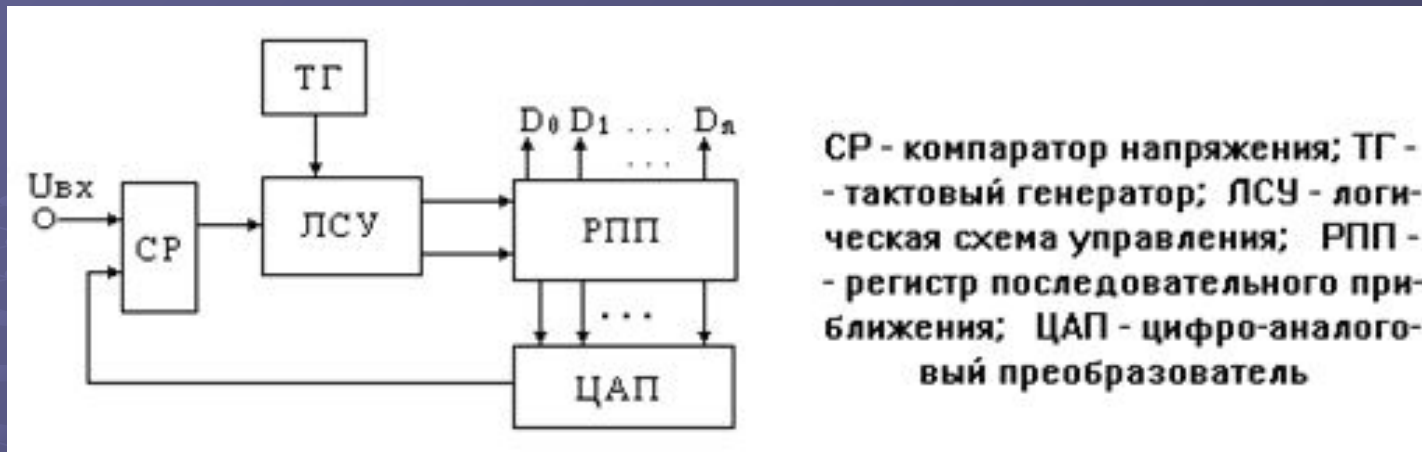 ТГ
D0 D1 ... Dn
...
Uвх
СР
ЛСУ
РПП
...
ЦАП
СР - компаратор напряжения; ТГ -
- тактовый генератор; ЛСУ - логи-
ческая схема управления; РПП -
- регистр последовательного при-
ближения; ЦАП - цифро-аналого-
вый преобразователь